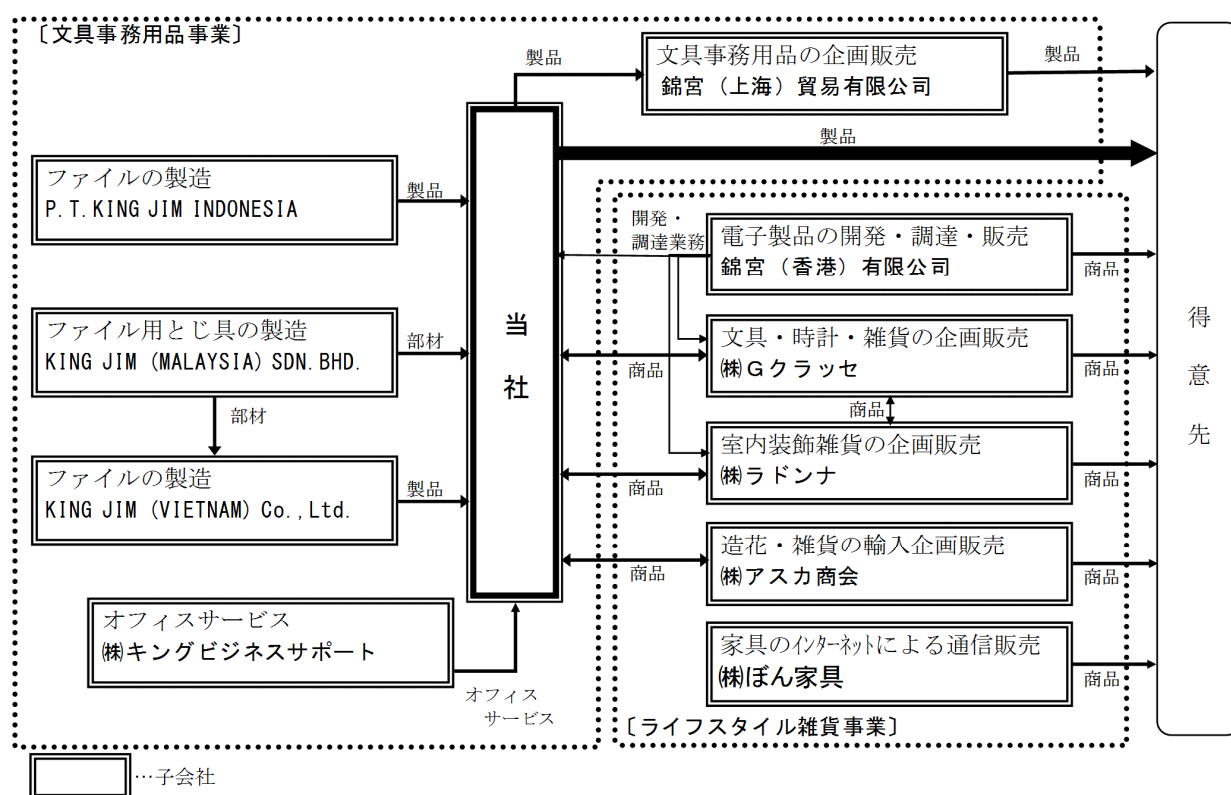 〔文具事務用品事業〕
文具事務用品の企画販売
錦宮（上海）貿易有限公司
製品
製品
製品
ファイルの製造
P.T.KING JIM INDONESIA
製品
ファイル用とじ具の製造
KING JIM (MALAYSIA) SDN.BHD.
部材
部材
ファイルの製造
KING JIM (VIETNAM) Co.,Ltd.
製品
オフィスサービス
㈱キングビジネスサポート
オフィス
サービス
当
社
開発・
調達業務
電子製品の開発・調達・販売
錦宮（香港）有限公司
商品
文具・時計・雑貨の企画販売
㈱Ｇクラッセ
商品
商品
商品
室内装飾雑貨の企画販売
㈱ラドンナ
商品
商品
造花・雑貨の輸入企画販売
㈱アスカ商会
商品
商品
家具のｲﾝﾀｰﾈｯﾄによる通信販売
㈱ぼん家具
商品
〔ライフスタイル雑貨事業〕
得
意
先
…子会社